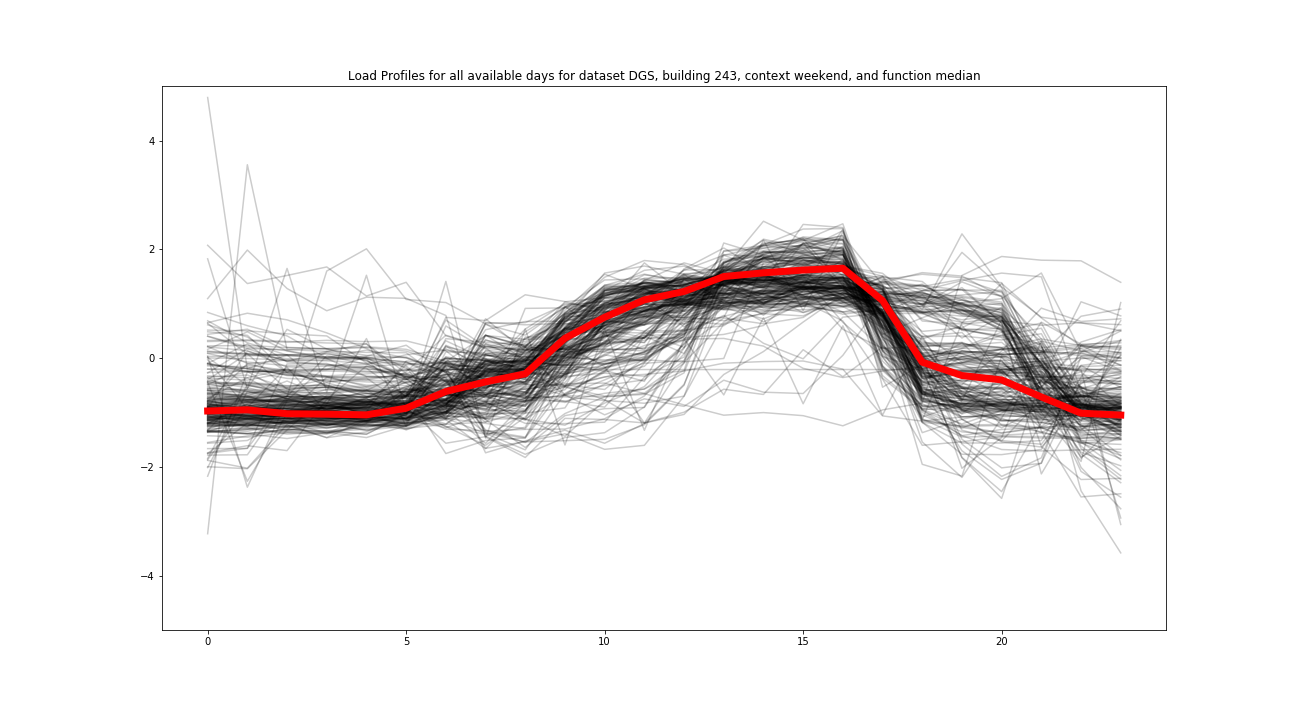 Load Profiles for all available days for dataset DGS, building 243, context weekend, and function median
4
2
0
−2
−4
0 5 10 15 20